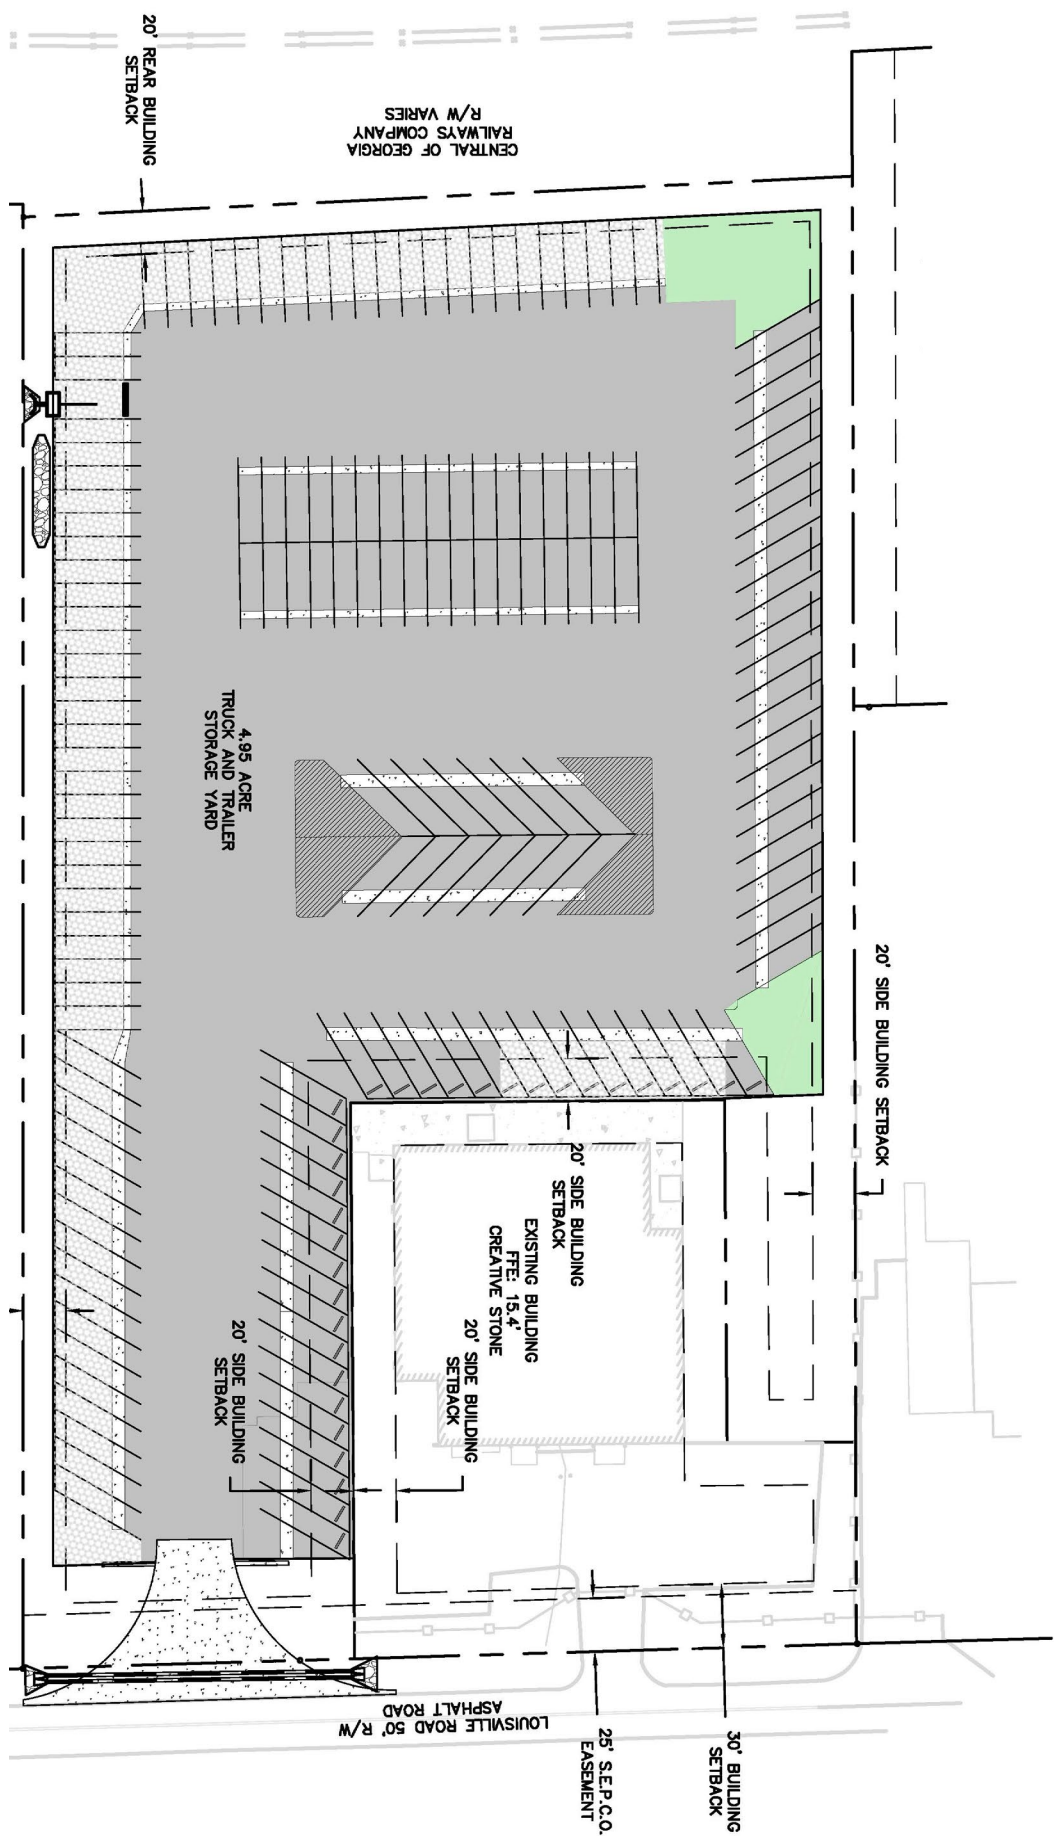 20' REAR BUILDING
SETBACK
CENTRAL OF GEORGIA
RAILWAYS COMPANY
R/W VARIES
4.95 ACRE
TRUCK AND TRAILER
STORAGE YARD
20' SIDE BUILDING SETBACK
20' SIDE BUILDING
SETBACK
EXISTING BUILDING
FFE: 15.4'
CREATIVE STONE
20' SIDE BUILDING
SETBACK
20' SIDE BUILDING
SETBACK
LOUISVILLE ROAD 50' R/W
ASPHALT ROAD
25' S.E.P.C.O.
EASEMENT
30' BUILDING
SETBACK